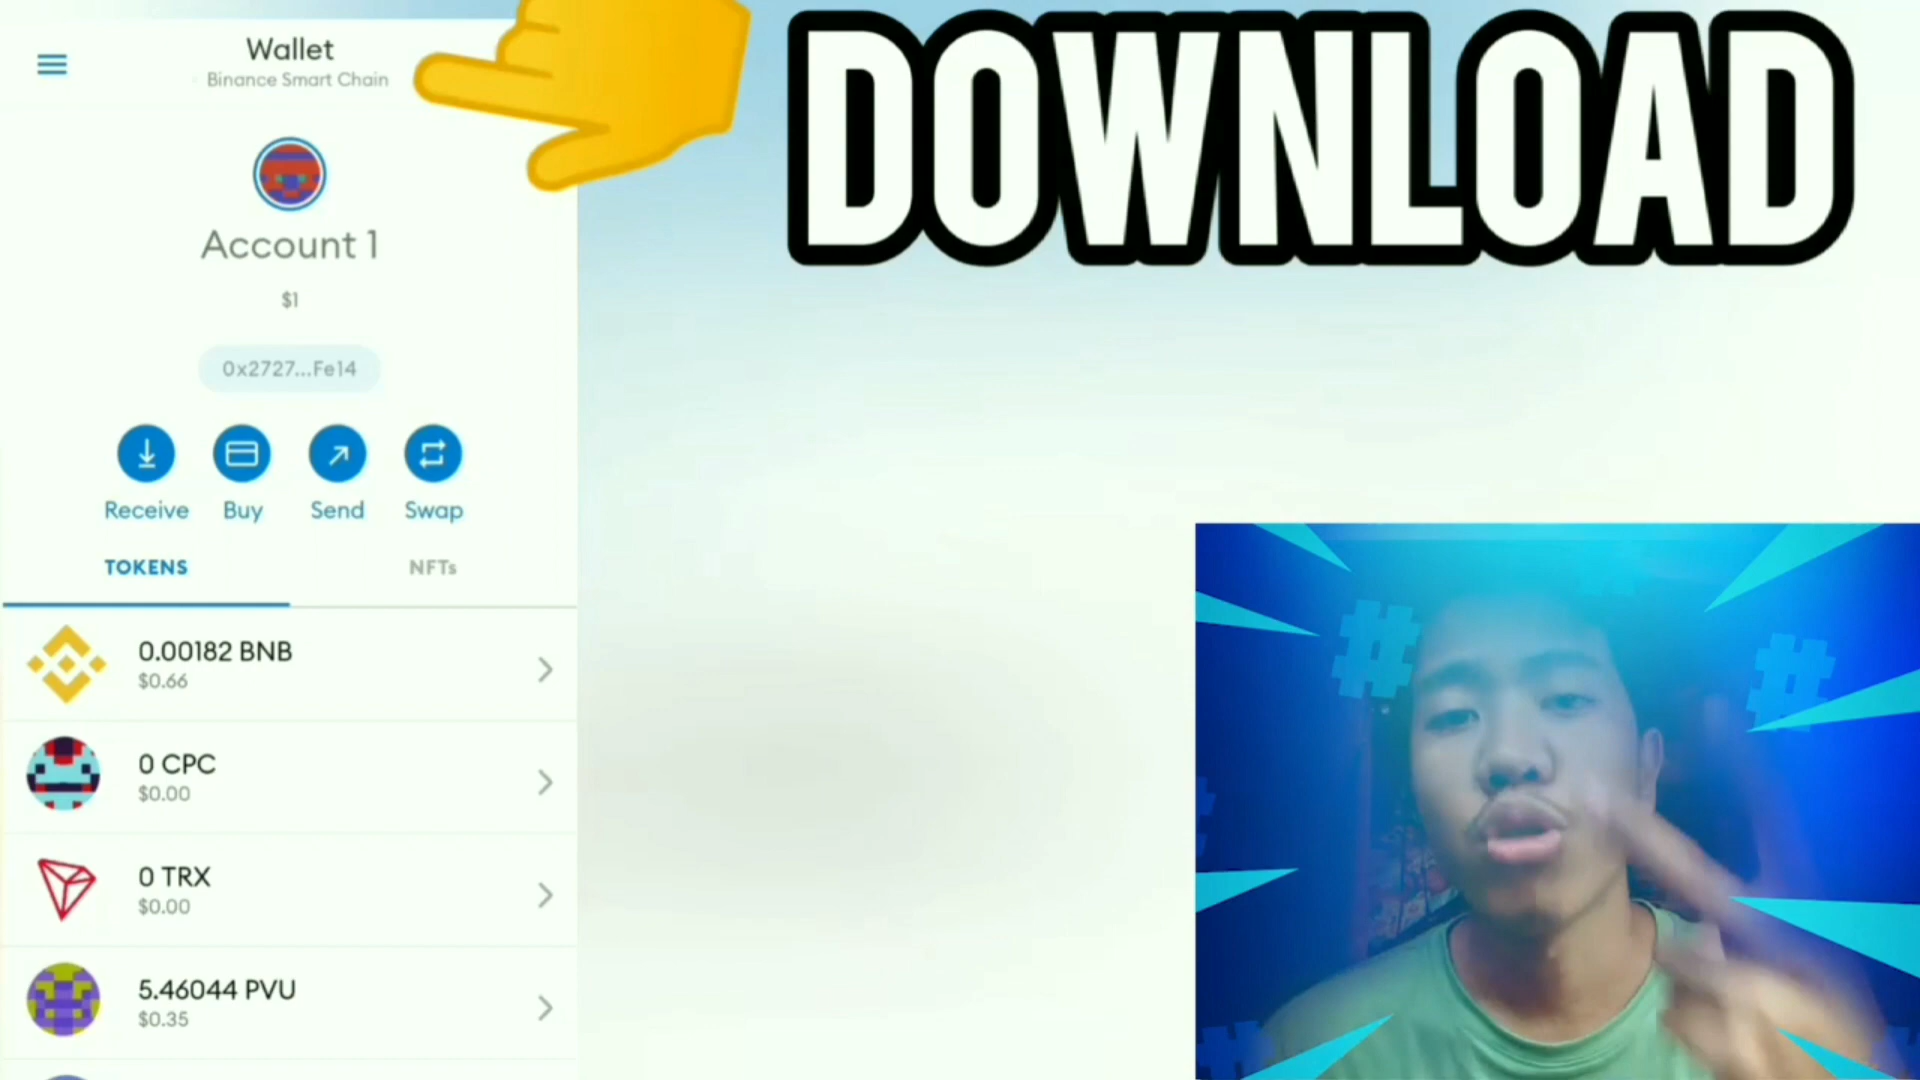 Wallet
Binance Smart Chain
DOWNLOAD
Account 1
$1
0x2727...Fe14
Receive
Buy
Send
Swap
TOKENS
NFTs
0.00182 BNB
$0.66
0 CPC
$0.00
0 TRX
$0.00
5.46044 PVU
$0.35